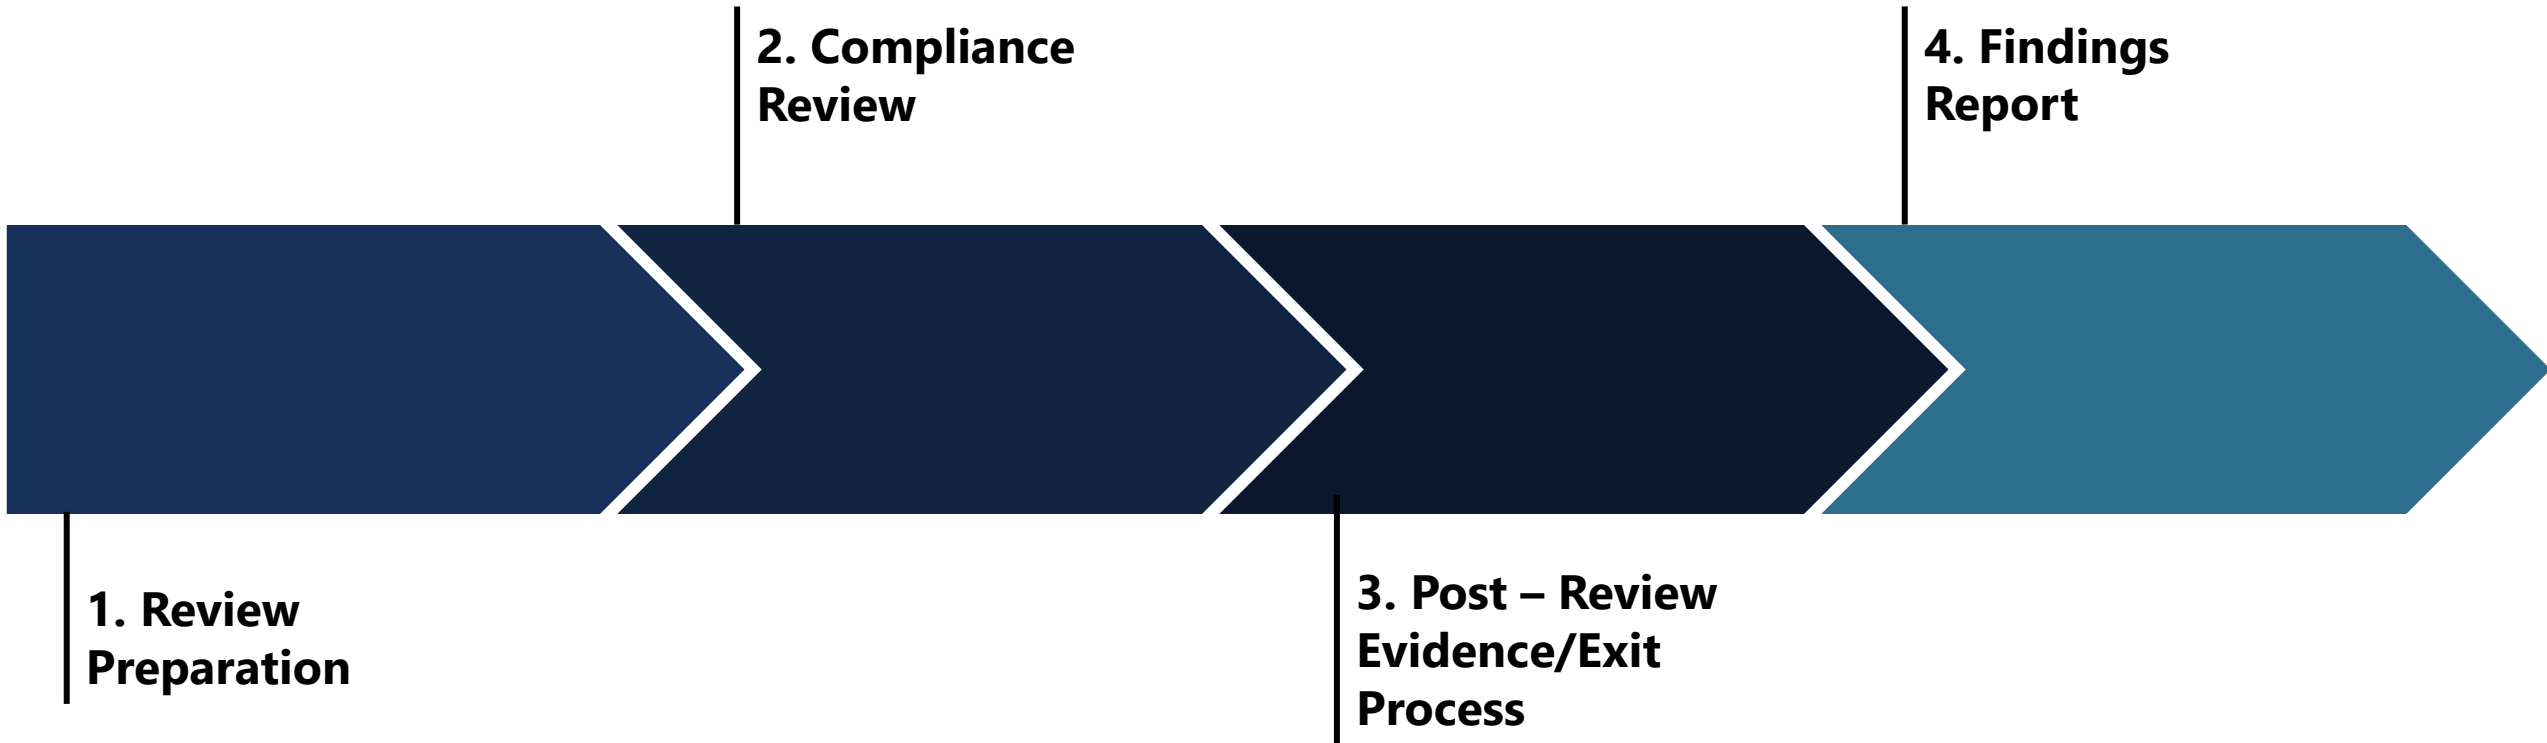 1. Review
Preparation
2. Compliance
Review
3. Post – Review
Evidence/Exit
Process
4. Findings
Report